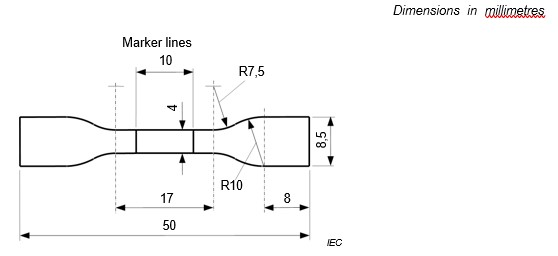 Dimensions in millimetres
Marker lines
10
R7,5
4
8,5
R10
17
8
50
IEC